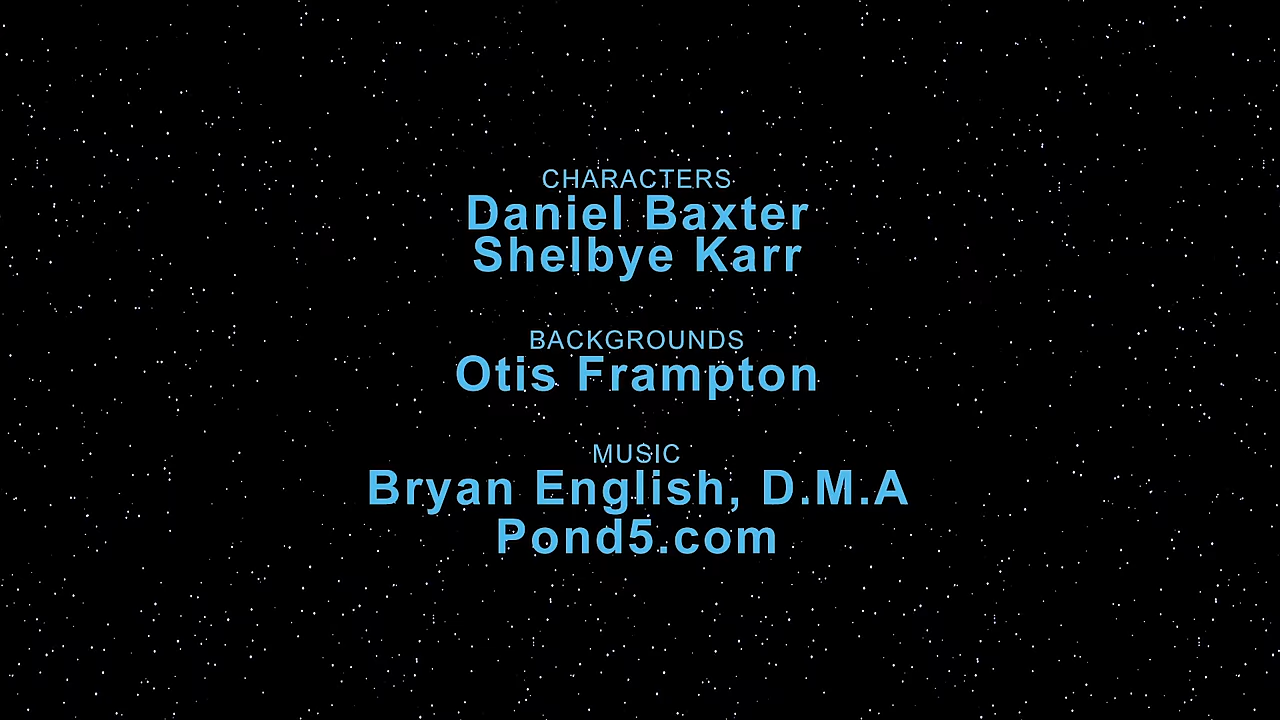 CHARACTERS
Daniel Baxter
Shelbye Karr
BACKGROUNDS
Otis Frampton
MUSIC
Bryan English, D.M.A
Pond5.com